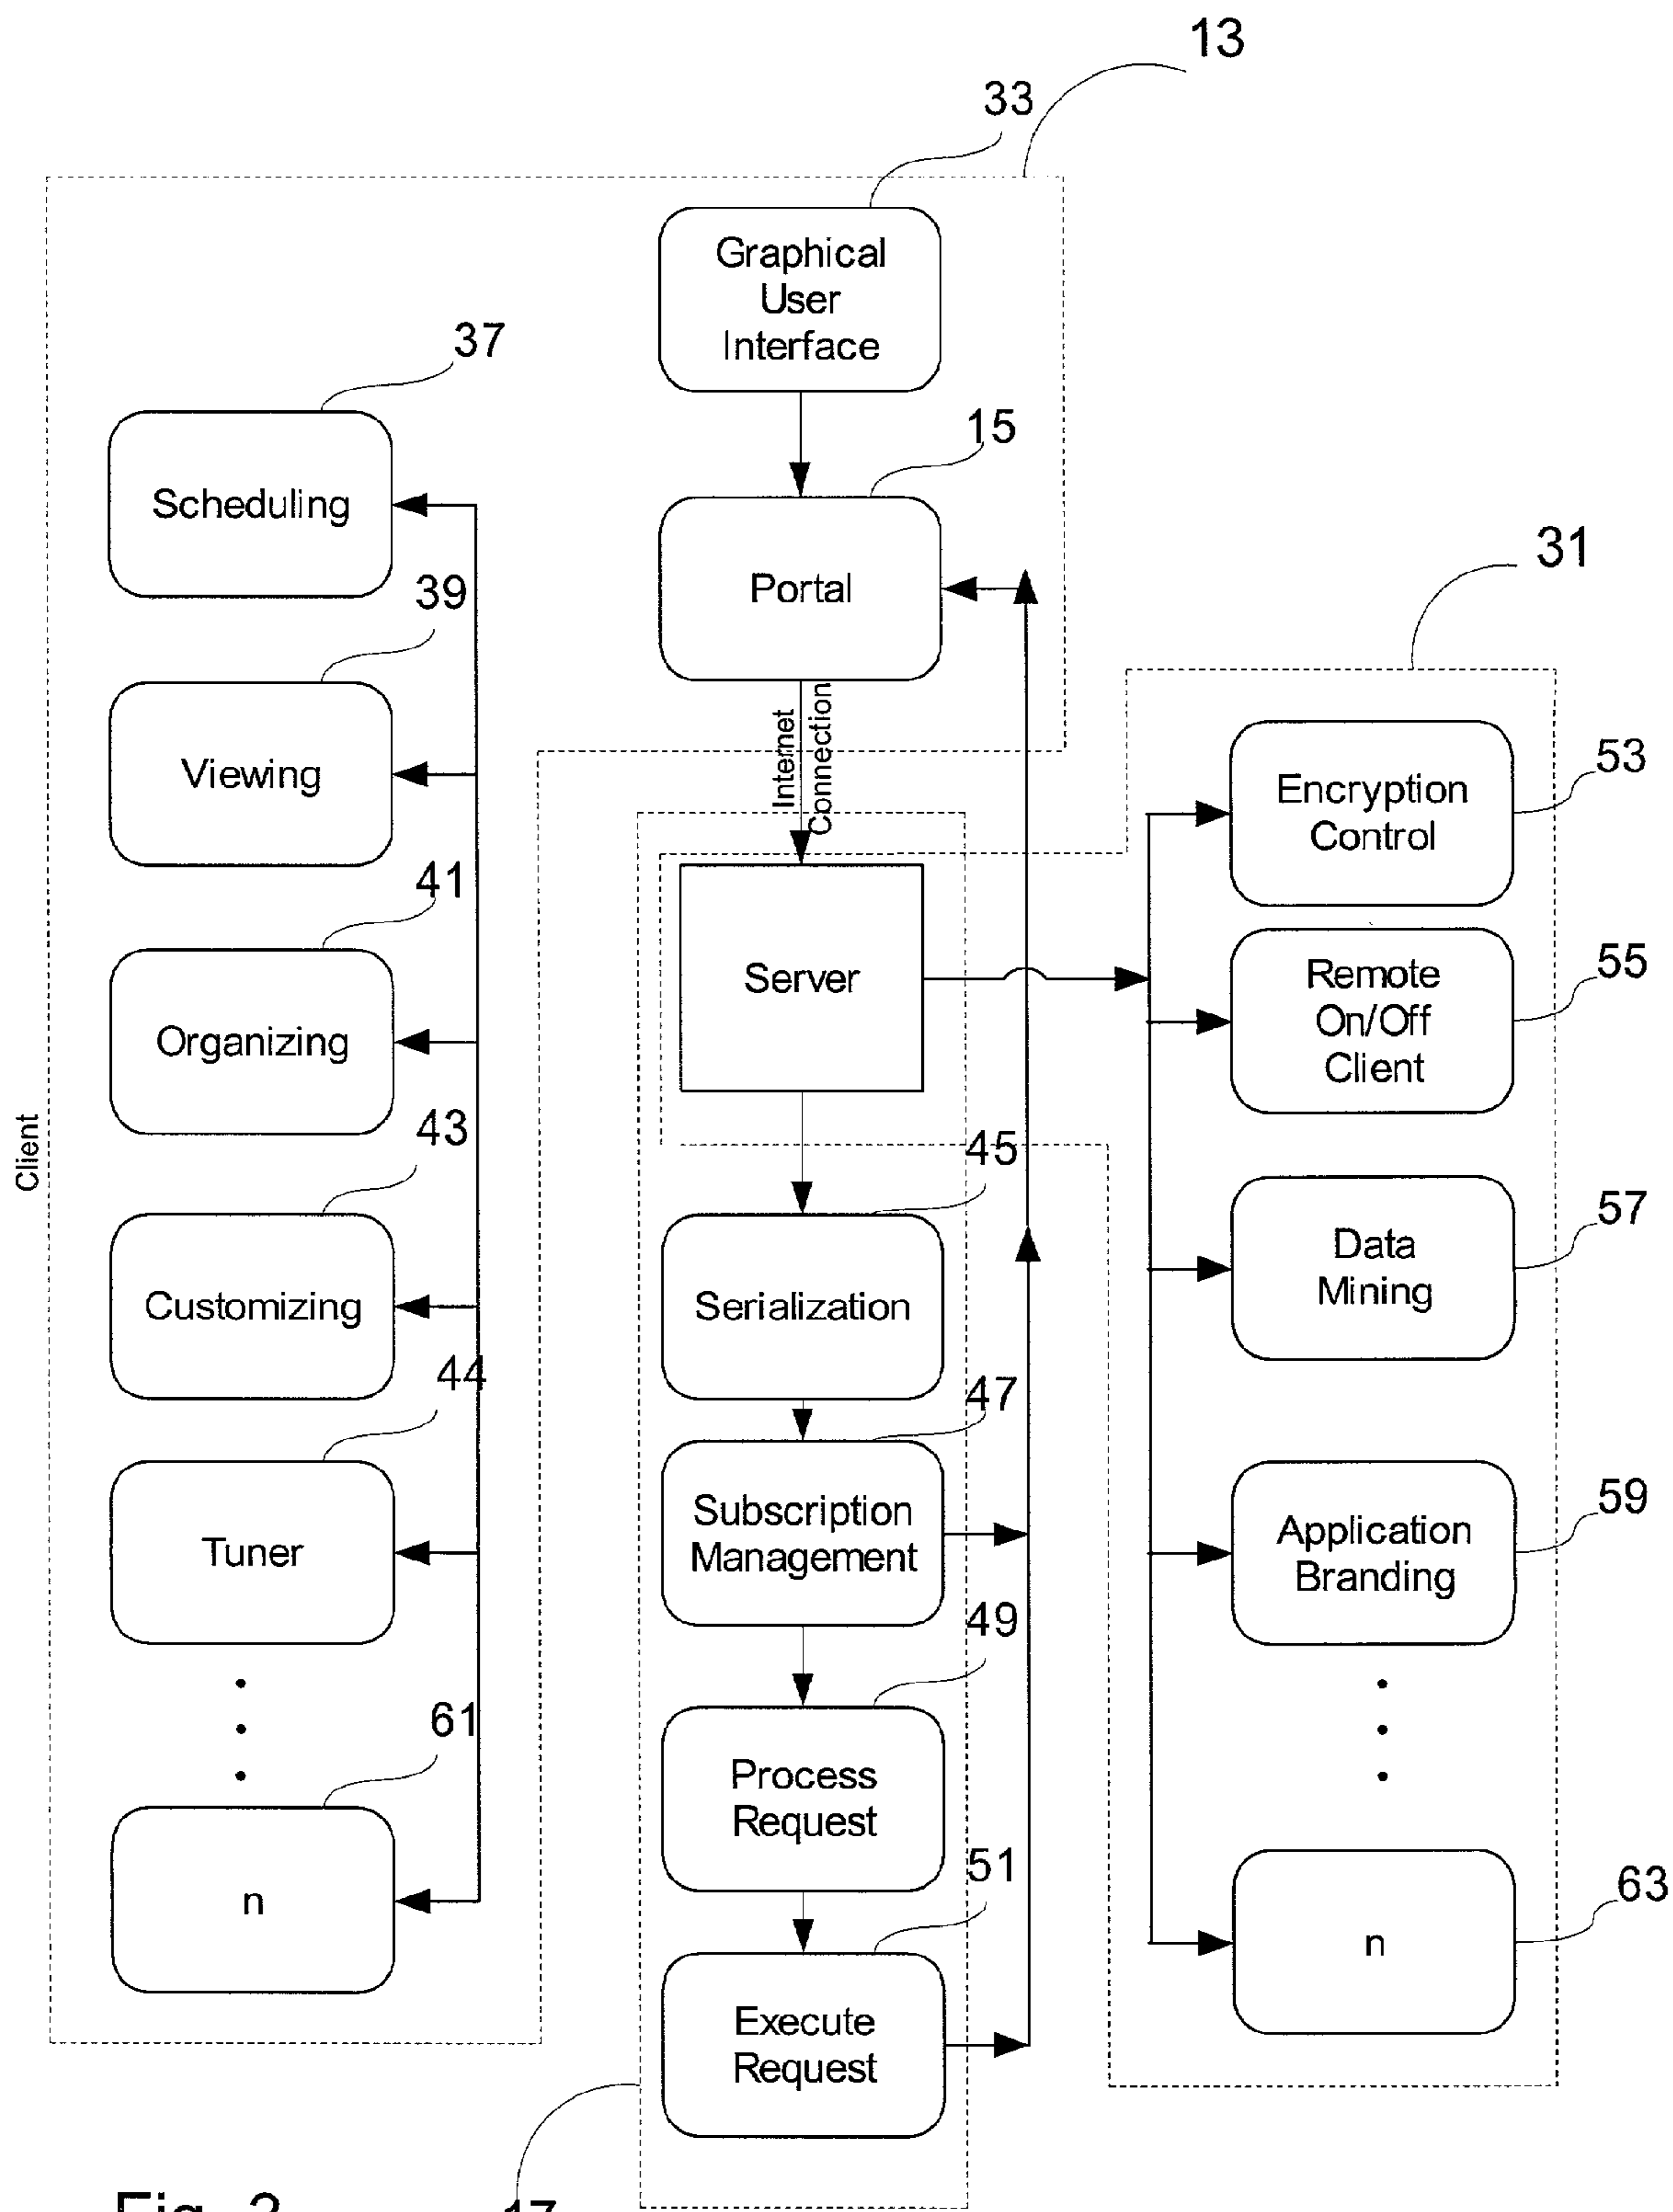 13
33
Graphical
User
Interface
37
15
Scheduling
Portal
31
39
Internet
Connection
Viewing
53
Encryption
Control
41
Server
55
Remote
On/Off
Client
Organizing
Client
43
45
57
Data
Mining
Customizing
Serialization
44
47
59
Tuner
Subscription
Management
Application
Branding
49
61
Process
Request
51
63
n
n
Execute
Request
17